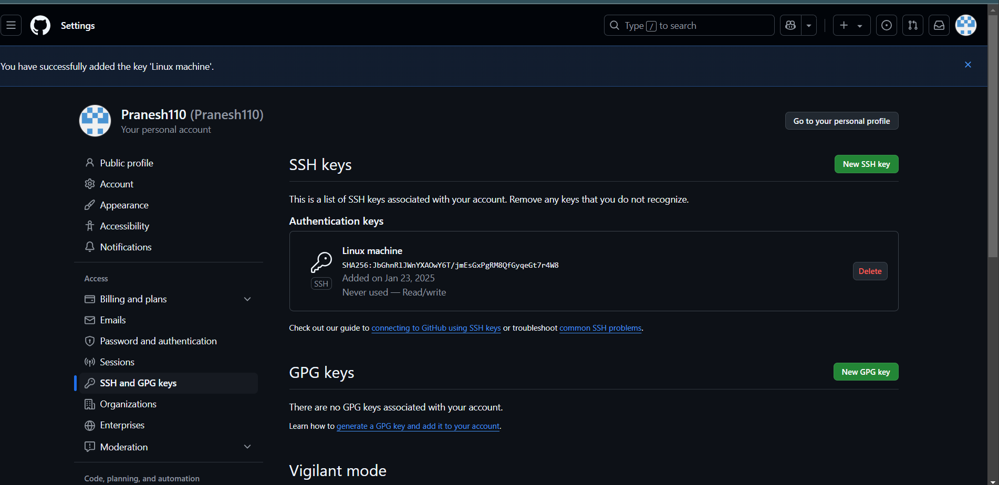 Settings
Type / to search
You have successfully added the key 'Linux machine'.
Pranesh110 (Pranesh110)
Your personal account
Go to your personal profile
Public profile
Account
Appearance
Accessibility
Notifications
Access
Billing and plans
Emails
Password and authentication
Sessions
SSH and GPG keys
Organizations
Enterprises
Moderation
Code, planning, and automation
SSH keys
New SSH key
This is a list of SSH keys associated with your account. Remove any keys that you do not recognize.
Authentication keys
Linux machine
SHA256:JbGhnRlJWnYXAOwY6T/jmEsGxPgRM8QfGyqeGt7r4W8
Added on Jan 23, 2025
Never used — Read/write
SSH
Delete
Check out our guide to connecting to GitHub using SSH keys or troubleshoot common SSH problems.
GPG keys
New GPG key
There are no GPG keys associated with your account.
Learn how to generate a GPG key and add it to your account.
Vigilant mode